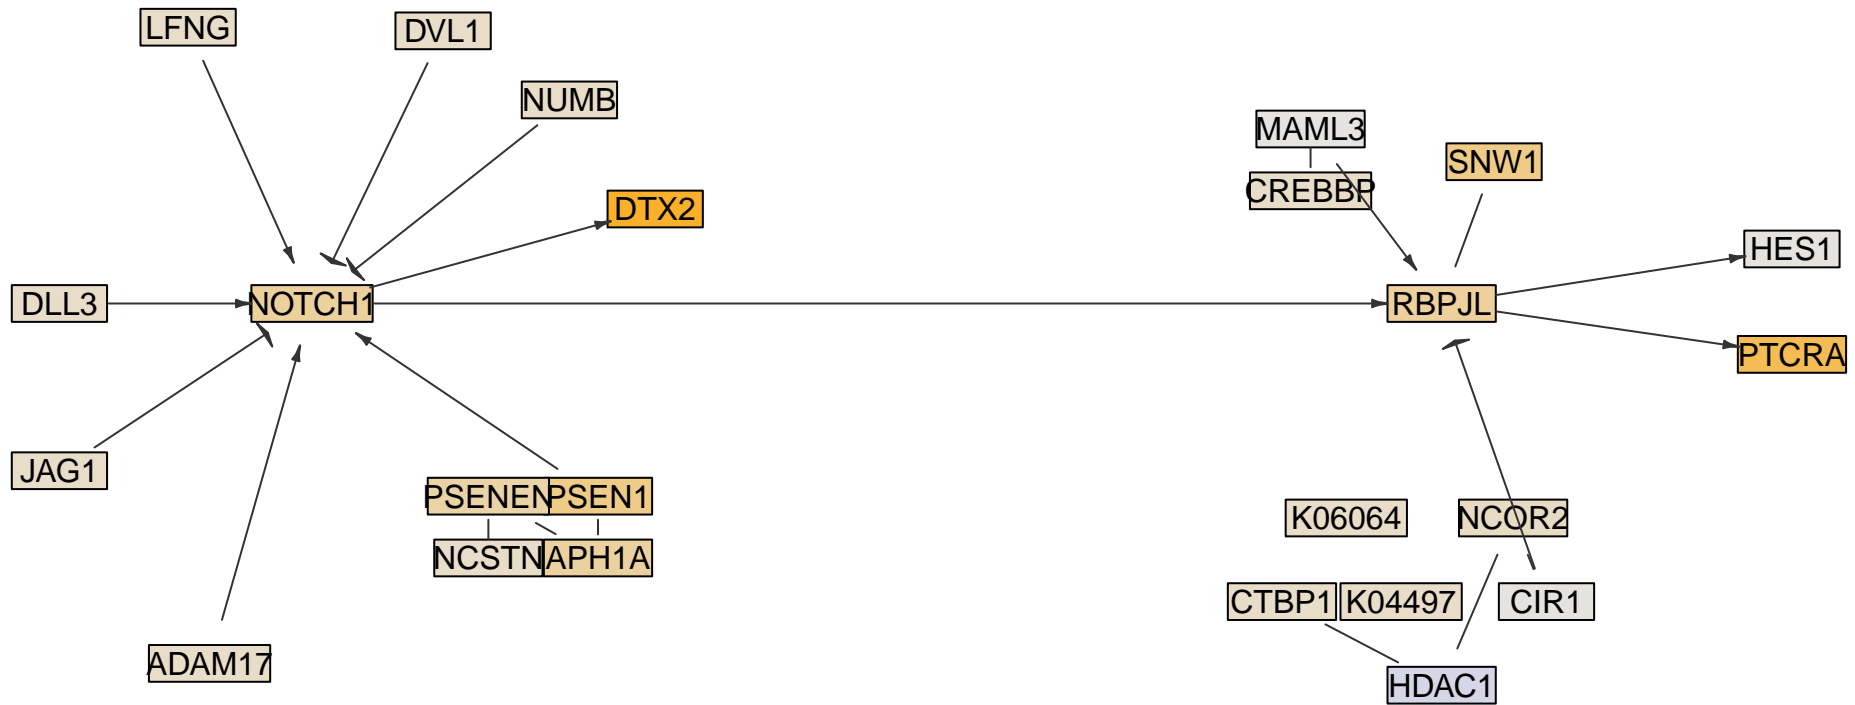 LFNG
DVL1
NUMB
MAML3
SNW1
CREBBP
DTX2
HES1
DLL3
NOTCH1
RBPJL
PTCRA
JAG1
PSENEN
PSEN1
K06064
NCOR2
NCSTN
APH1A
CTBP1
K04497
CIR1
ADAM17
HDAC1